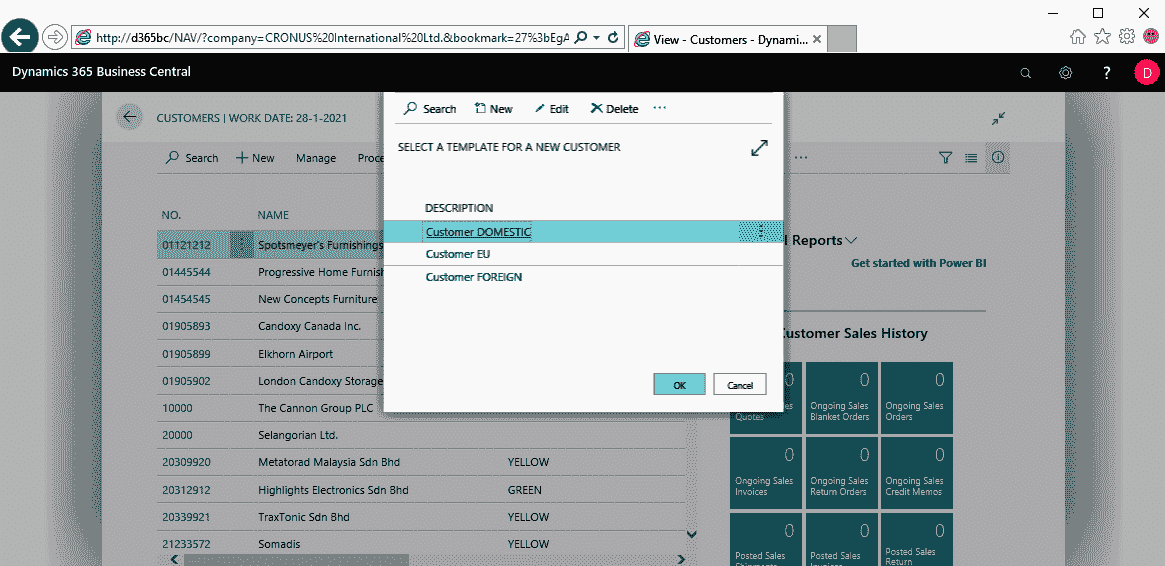 http://d365bc/NAV/?company=CRONUS%20International%20Ltd.&bookmark=27%3bEgA
View - Customers - Dynami...
Dynamics 365 Business Central
?
D
CUSTOMERS | WORK DATE: 28-1-2021
Search
New
Manage
Proce
Search
New
Edit
Delete
...
SELECT A TEMPLATE FOR A NEW CUSTOMER
DESCRIPTION
Customer DOMESTIC
Customer EU
Customer FOREIGN
OK
Cancel
NO.
NAME
01121212
Spotsmeyer's Furnishings
01445544
Progressive Home Furnish
01454545
New Concepts Furniture
01905893
Candoxy Canada Inc.
01905899
Elkhorn Airport
01905902
London Candoxy Storage
10000
The Cannon Group PLC
20000
Selangorian Ltd.
20309920
Metatorad Malaysia Sdn Bhd
YELLOW
20312912
Highlights Electronics Sdn Bhd
GREEN
20339921
TraxTonic Sdn Bhd
YELLOW
21233572
Somadis
YELLOW
...
l Reports
Get started with Power BI
Customer Sales History
0
es
Quotes
0
Ongoing Sales
Blanket Orders
0
Ongoing Sales
Orders
0
Ongoing Sales
Invoices
0
Ongoing Sales
Return Orders
0
Ongoing Sales
Credit Memos
0
Posted Sales
Shipments
0
Posted Sales
Invoices
0
Posted Sales
Return